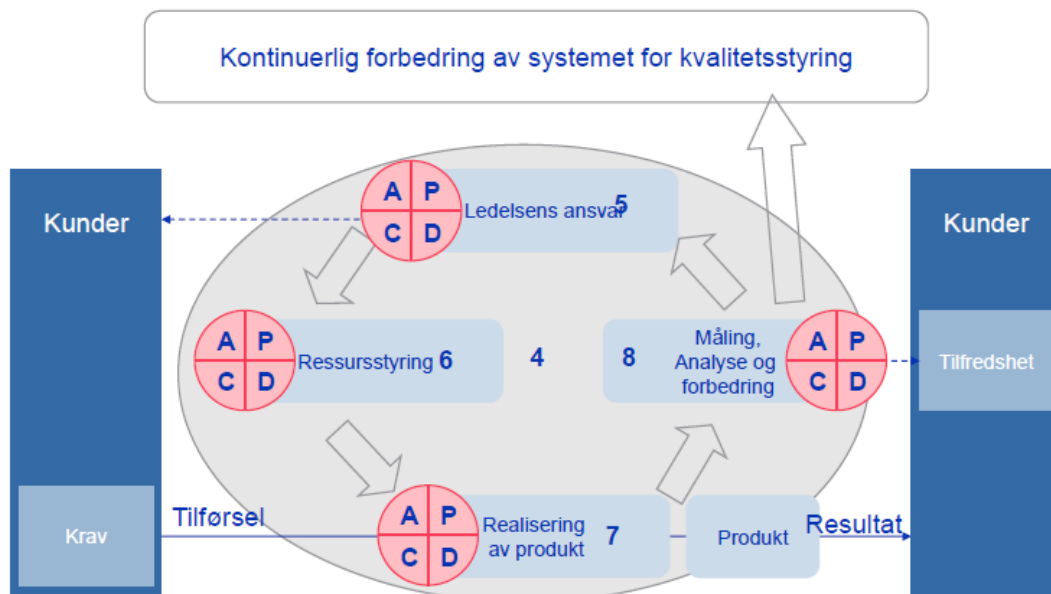 Kontinuerlig forbedring av systemet for kvalitetsstyring
Kunder
Kunder
A P
C D
Ledelsens ansvar 5
A P
C D
Ressursstyring 6
4
8
Måling,
Analyse og
forbedring
A P
C D
Tilfredshet
Krav
Tilførsel
A P
C D
Realisering
av produkt
7
Produkt
Resultat